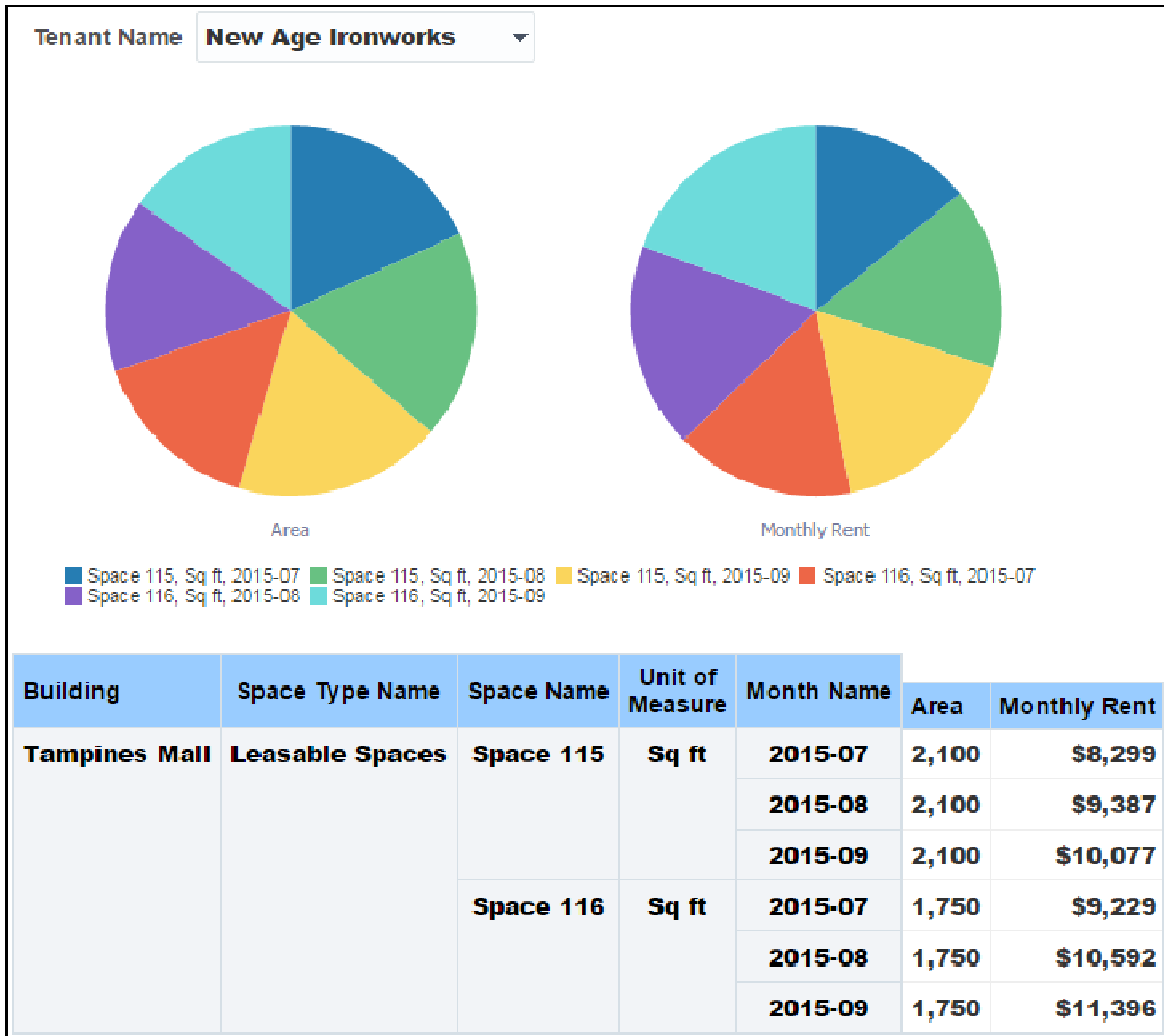 Tenant Name New Age Ironworks
Area Monthly Rent
Space 115, Sq ft, 2015-07 Space 115, Sq ft, 2015-08 Space 115, Sq ft, 2015-09 Space 116, Sq ft, 2015-07
Space 116, Sq ft, 2015-08 Space 116, Sq ft, 2015-09
Building Space Type Name Space Name Unit of Measure Month Name Area Monthly Rent
Tampines Mall Leasable Spaces Space 115 Sq ft 2015-07 2,100 $8,299
2015-08 2,100 $9,387
2015-09 2,100 $10,077
Space 116 Sq ft 2015-07 1,750 $9,229
2015-08 1,750 $10,592
2015-09 1,750 $11,396